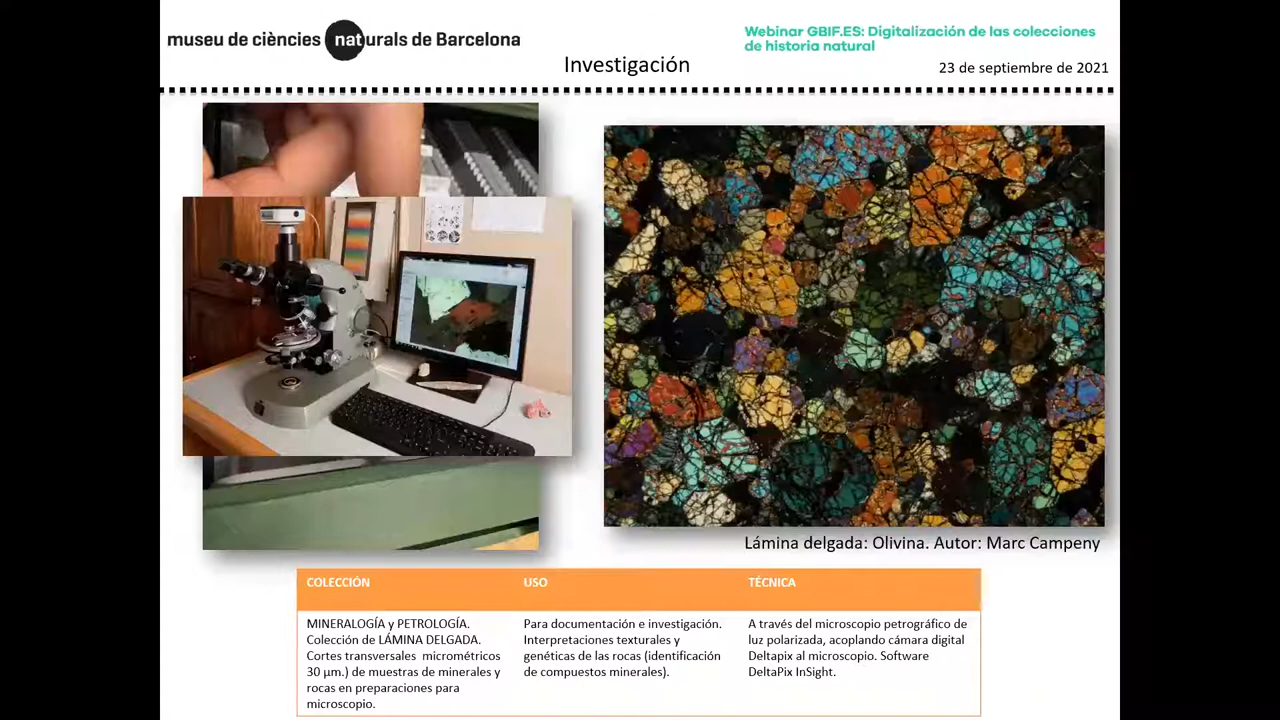 museu de ciències naturals de Barcelona
Webinar GBIF.ES: Digitalización de las colecciones
de historia natural
Investigación
23 de septiembre de 2021
Lámina delgada: Olivina. Autor: Marc Campeny
COLECCIÓN
MINERALOGÍA y PETROLOGÍA.
Colección de LÁMINA DELGADA.
Cortes transversales micrométricos
30 µm.) de muestras de minerales y
rocas en preparaciones para
microscopio.
USO
Para documentación e investigación.
Interpretaciones texturales y
genéticas de las rocas (identificación
de compuestos minerales).
TÉCNICA
A través del microscopio petrográfico de
luz polarizada, acoplando cámara digital
Deltapix al microscopio. Software
DeltaPix InSight.